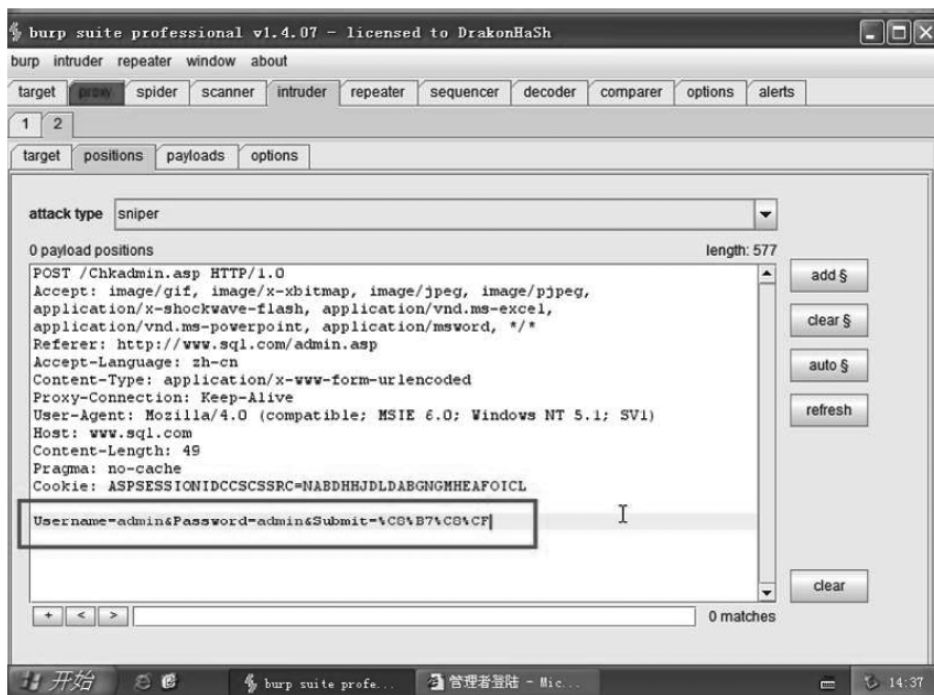 burp suite professional v1.4.07 - licensed to DrakonHaSh
burp intruder repeater window about
target proxy spider scanner intruder repeater sequencer decoder comparer options alerts
1 2
target positions payloads options
attack type sniper
0 payload positions length: 577
POST /Chkadmin.asp HTTP/1.0
Accept: image/gif, image/x-xbitmap, image/jpeg, image/pjpeg,
application/x-shockwave-flash, application/vnd.ms-excel,
application/vnd.ms-powerpoint, application/msword, */*
Referer: http://www.sql.com/admin.asp
Accept-Language: zh-cn
Content-Type: application/x-www-form-urlencoded
Proxy-Connection: Keep-Alive
User-Agent: Mozilla/4.0 (compatible; MSIE 6.0; Windows NT 5.1; SV1)
Host: www.sql.com
Content-Length: 49
Pragma: no-cache
Cookie: ASPSESSIONIDCCSCSSRC=NABDHHJDLDABGNGMHEAFOICL
Username=admin&Password=admin&Submit=%C8%B7%C8%CF
add §
clear §
auto §
refresh
clear
+ < > 0 matches
开始 burp suite profe... 管理者登陆 - Mic... 14:37